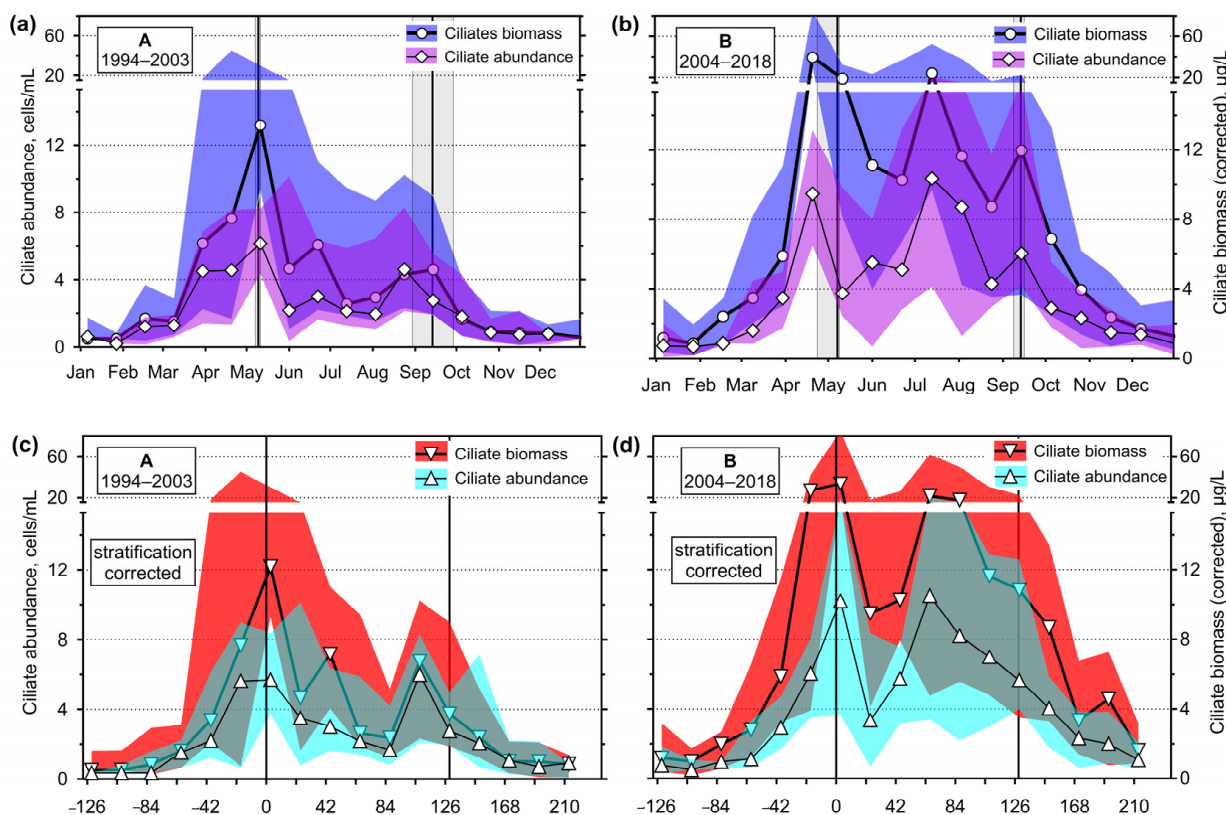 (a)
A
1994–2003
Ciliates biomass
Ciliate abundance
60
20
12
8
4
0
Ciliate abundance, cells/mL
Jan Feb Mar Apr May Jun Jul Aug Sep Oct Nov Dec
(b)
B
2004–2018
Ciliate biomass
Ciliate abundance
60
20
12
8
4
0
Ciliate biomass (corrected), µg/L
Jan Feb Mar Apr May Jun Jul Aug Sep Oct Nov Dec
(c)
A
1994–2003
Ciliate biomass
Ciliate abundance
stratification
corrected
60
20
12
8
4
0
Ciliate abundance, cells/mL
−126 −84 −42 0 42 84 126 168 210
(d)
B
2004–2018
Ciliate biomass
Ciliate abundance
stratification
corrected
60
20
12
8
4
0
Ciliate biomass (corrected), µg/L
−126 −84 −42 0 42 84 126 168 210